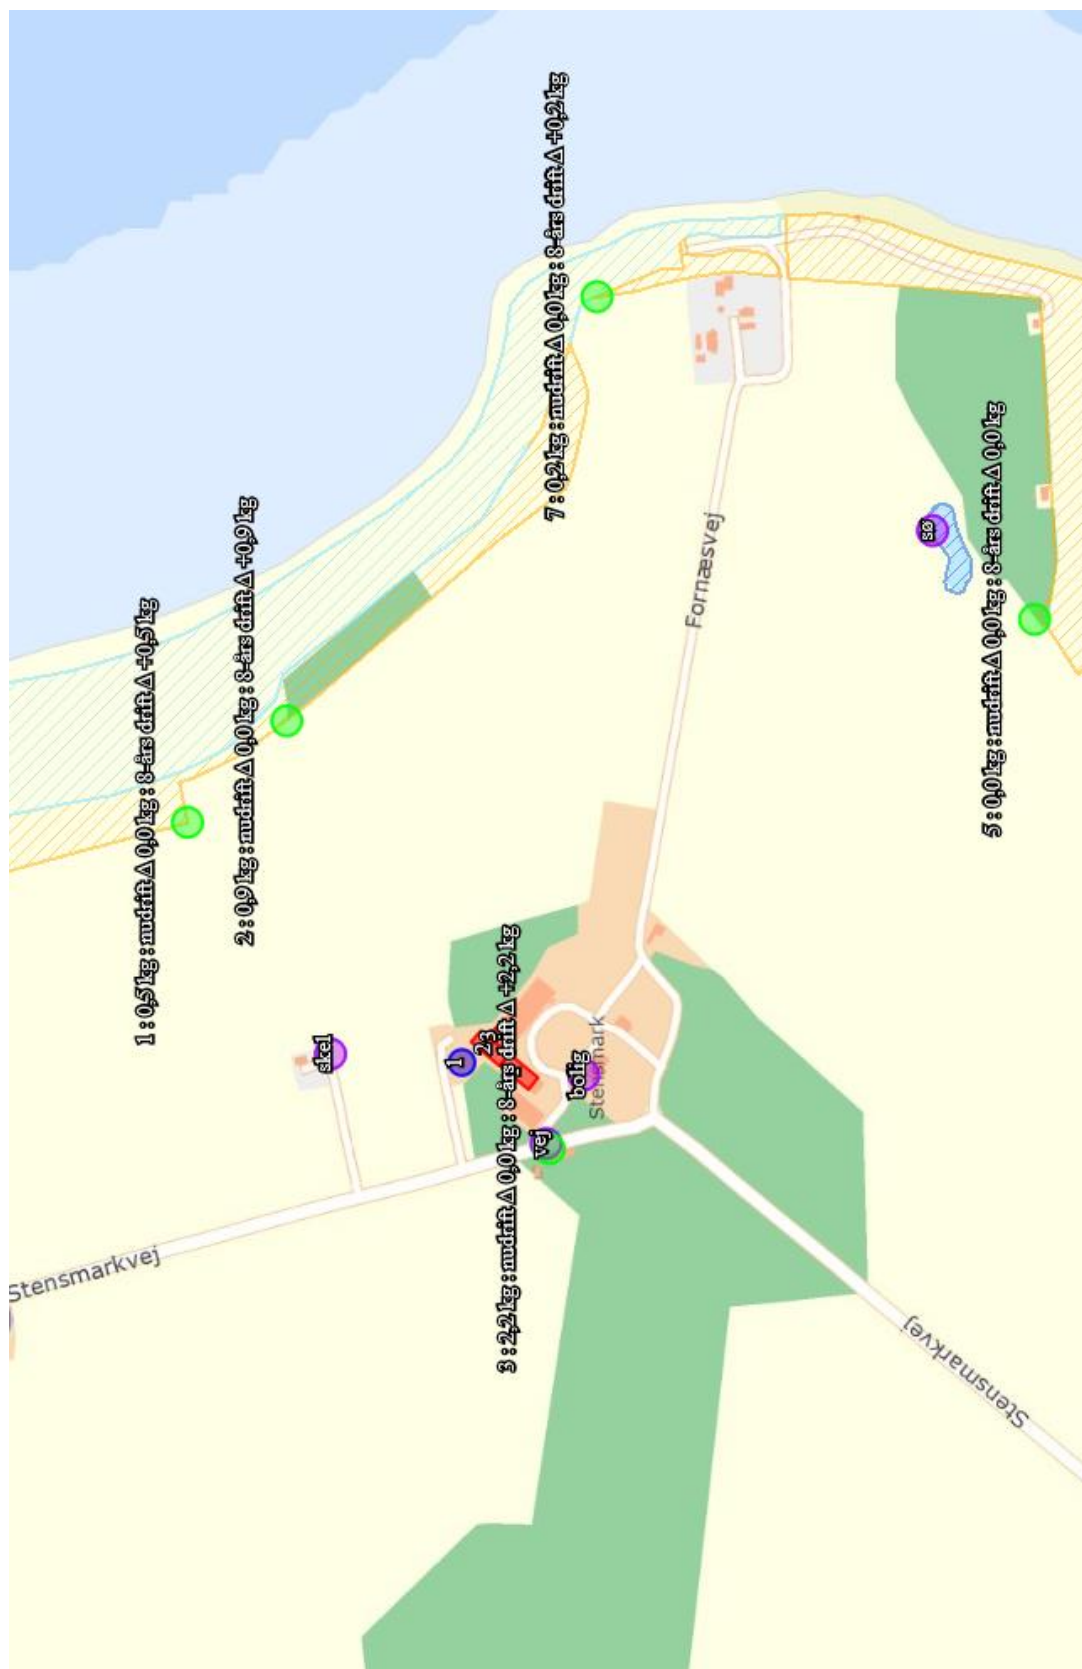 7 : 0,2 kg : nudrift Δ 0,0 kg : 8-års drift Δ +0,2 kg
5 : 0,0 kg : nudrift Δ 0,0 kg : 8-års drift Δ 0,0 kg
2 : 0,9 kg : nudrift Δ 0,0 kg : 8-års drift Δ +0,9 kg
sø
Fornæsvej
1 : 0,5 kg : nudrift Δ 0,0 kg : 8-års drift Δ +0,5 kg
3 : 2,2 kg : nudrift Δ 0,0 kg : 8-års drift Δ +2,2 kg
skel
1
bolig
Stensmark
vej
Stensmarkvej
Stensmarkvej